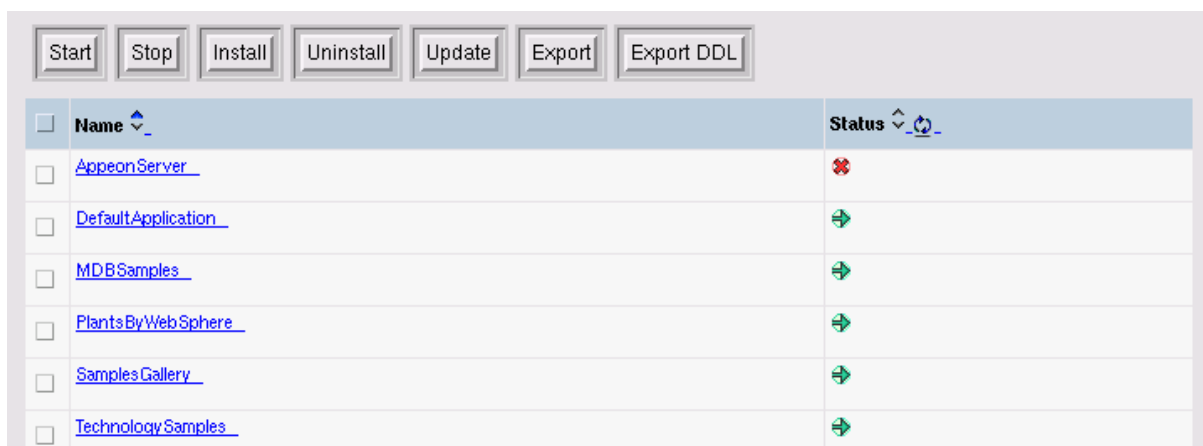 Start Stop Install Uninstall Update Export Export DDL
Name Status
AppeonServer
DefaultApplication
MDBSamples
PlantsByWebSphere
SamplesGallery
TechnologySamples